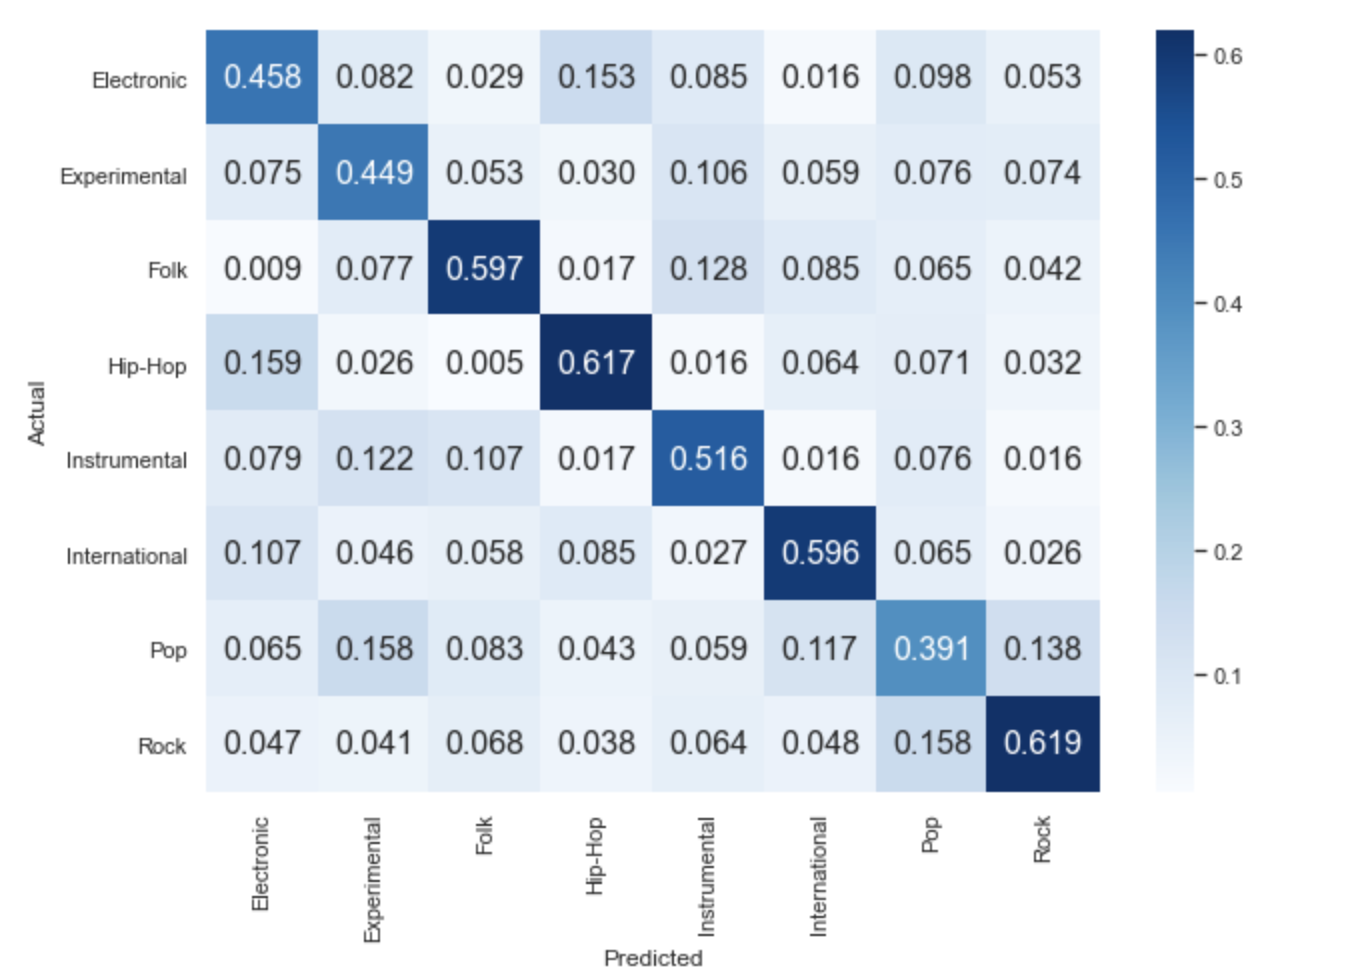 Electronic 0.458 0.082 0.029 0.153 0.085 0.016 0.098 0.053
Experimental 0.075 0.449 0.053 0.030 0.106 0.059 0.076 0.074
Folk 0.009 0.077 0.597 0.017 0.128 0.085 0.065 0.042
Hip-Hop 0.159 0.026 0.005 0.617 0.016 0.064 0.071 0.032
Instrumental 0.079 0.122 0.107 0.017 0.516 0.016 0.076 0.016
International 0.107 0.046 0.058 0.085 0.027 0.596 0.065 0.026
Pop 0.065 0.158 0.083 0.043 0.059 0.117 0.391 0.138
Rock 0.047 0.041 0.068 0.038 0.064 0.048 0.158 0.619
Actual
Electronic
Experimental
Folk
Hip-Hop
Instrumental
International
Pop
Rock
Predicted
0.6
0.5
0.4
0.3
0.2
0.1